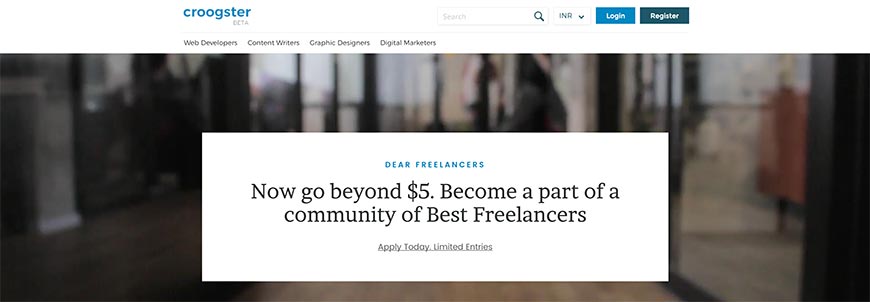 croogster
BETA
Search
INR
Login
Register
Web Developers
Content Writers
Graphic Designers
Digital Marketers
DEAR FREELANCERS
Now go beyond $5. Become a part of a
community of Best Freelancers
Apply Today. Limited Entries